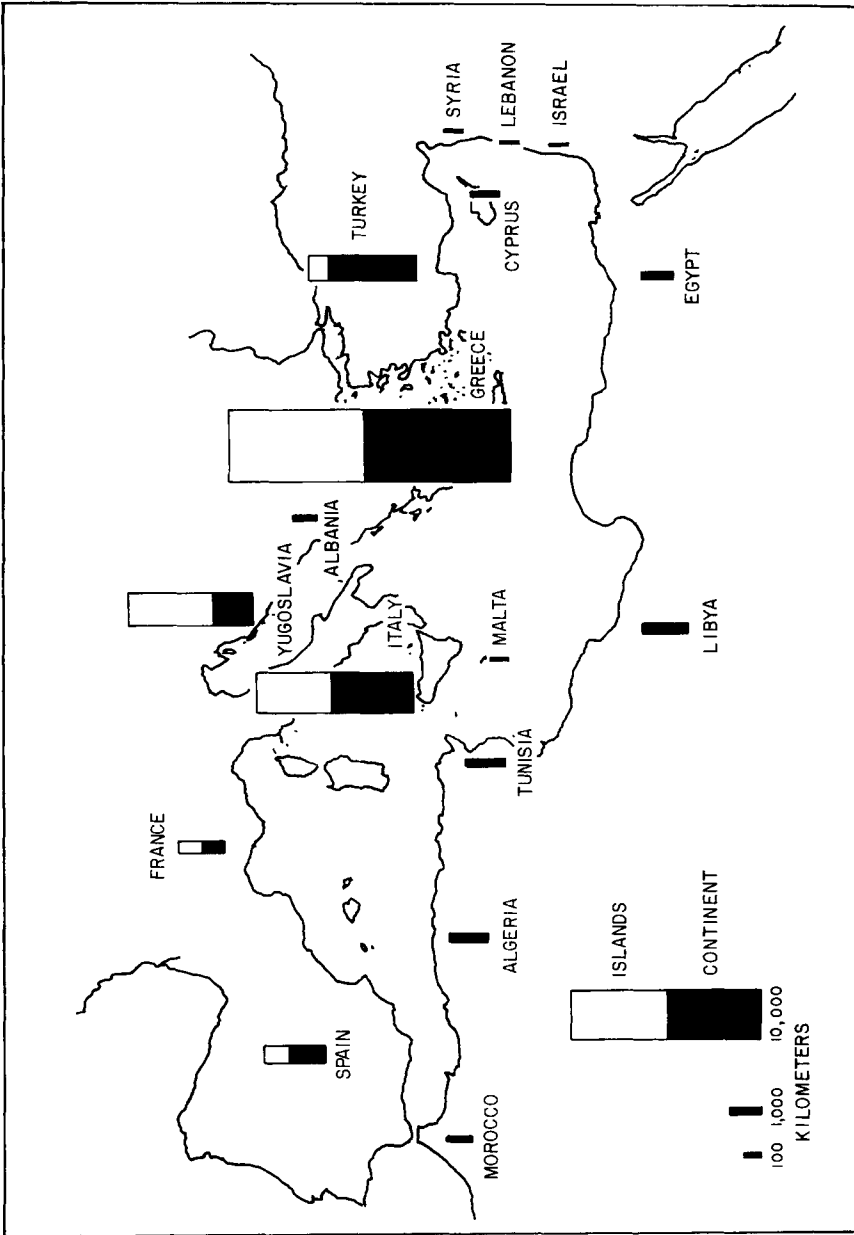 FRANCE
YUGOSLAVIA
ALBANIA
TURKEY
SPAIN
ITALY
GREECE
SYRIA
LEBANON
CYPRUS
ISRAEL
MALTA
MOROCCO
ALGERIA
TUNISIA
LIBYA
EGYPT
ISLANDS
CONTINENT
100 1,000 10,000
KILOMETERS